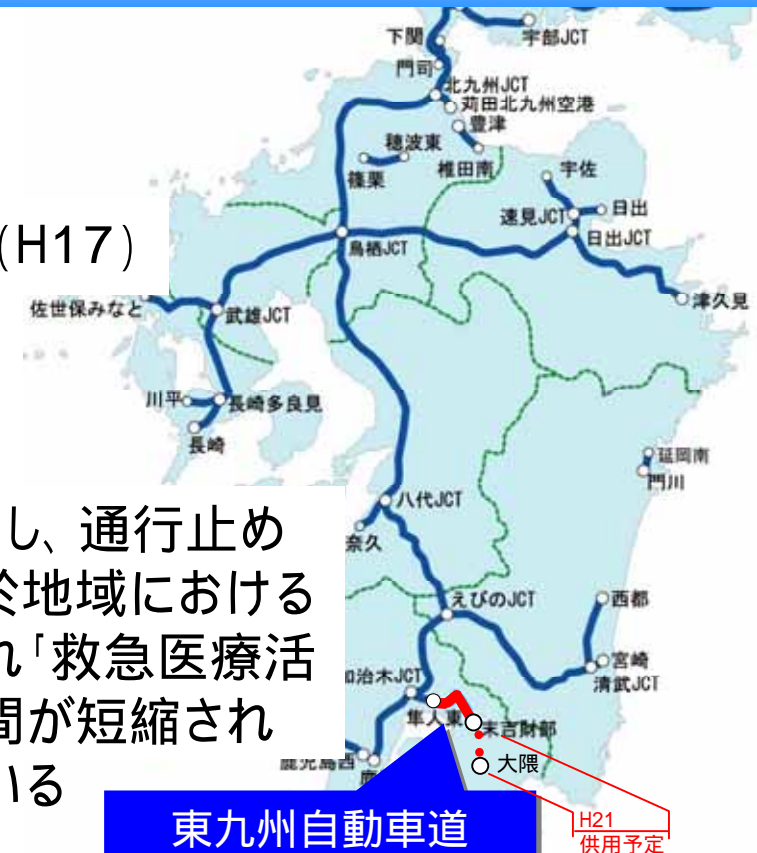 下関
宇部JCT
門司
北九州JCT
苅田北九州空港
豊津
穂波東
椎田南
篠栗
宇佐
速見JCT
日出
(H17)
鳥栖JCT
日出JCT
佐世保みなと
武雄JCT
津久見
川平
長崎多良見
長崎
延岡南
門川
八代JCT
し、通行止め
奈久
於地域における
えびのJCT
西都
れ「救急医療活
加治木JCT
宮崎
清武JCT
間が短縮され
隼人東
末吉財部
鹿児島西
大隈
いる
東九州自動車道
H21
供用予定